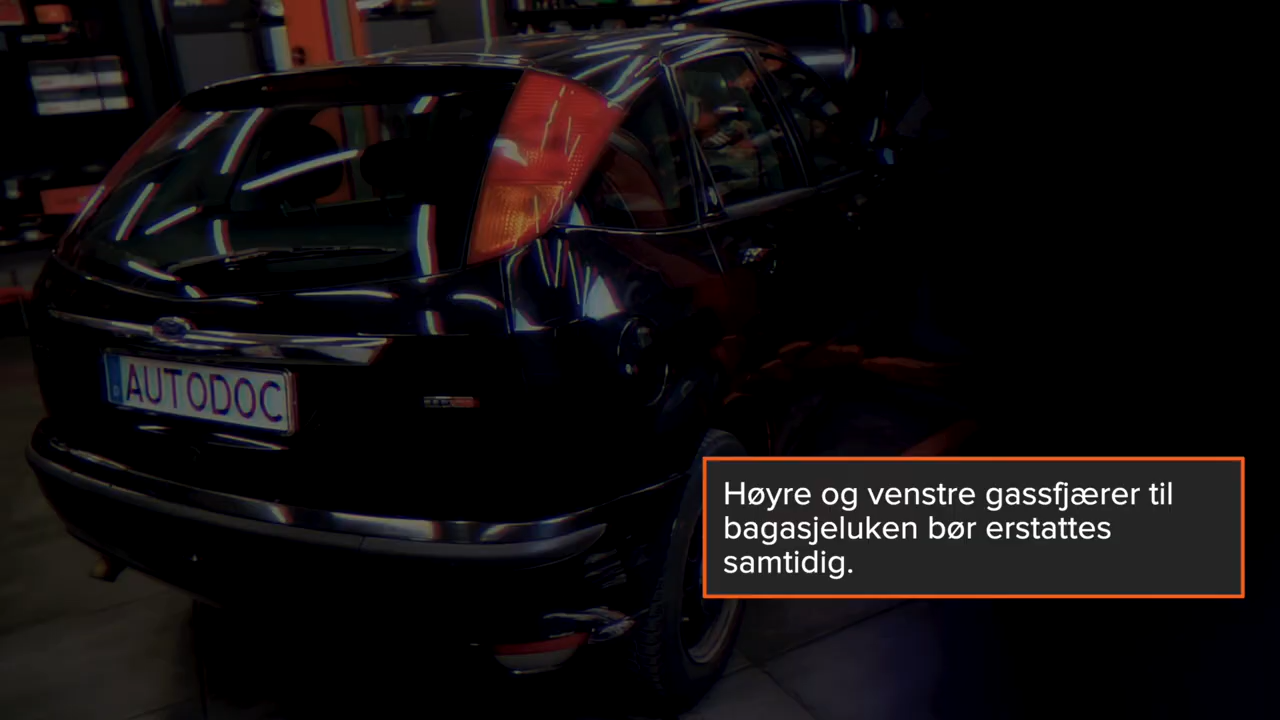 AUTODOC
Høyre og venstre gassfjærer til
bagasjeluken bør erstattes
samtidig.